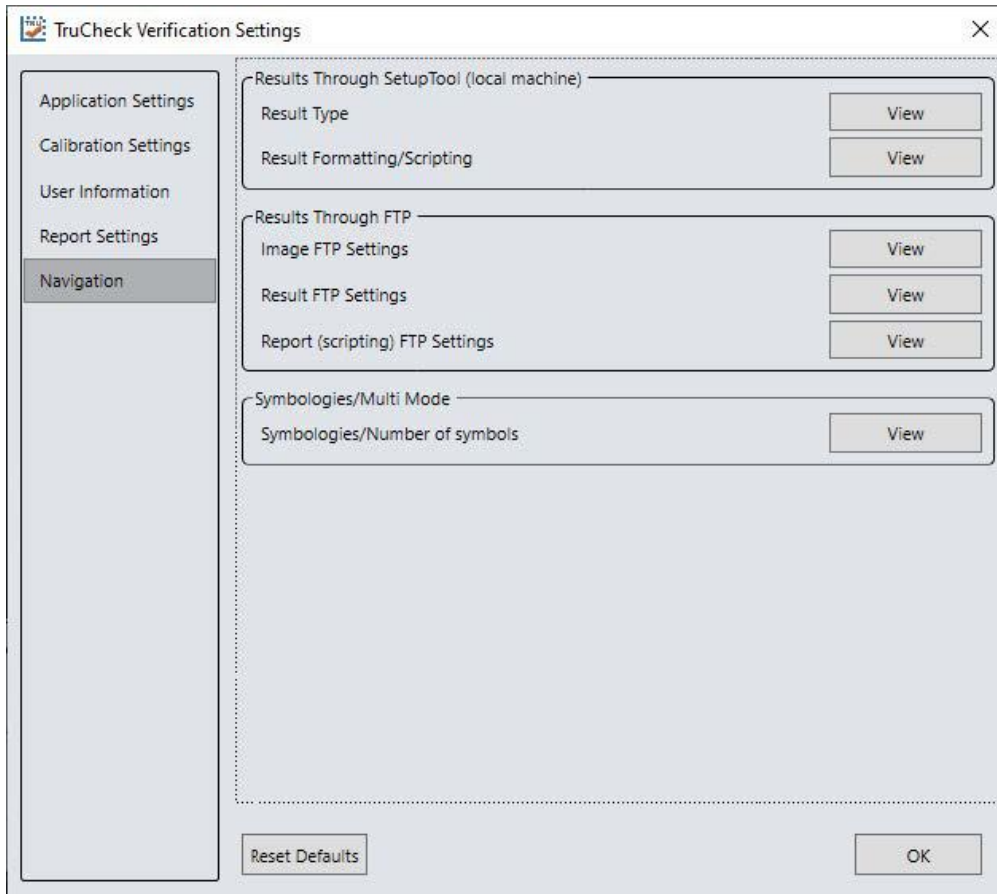 TruCheck Verification Settings
Application Settings
Calibration Settings
User Information
Report Settings
Navigation
Results Through SetupTool (local machine)
Result Type
View
Result Formatting/Scripting
View
Results Through FTP
Image FTP Settings
View
Result FTP Settings
View
Report (scripting) FTP Settings
View
Symbologies/Multi Mode
Symbologies/Number of symbols
View
Reset Defaults
OK